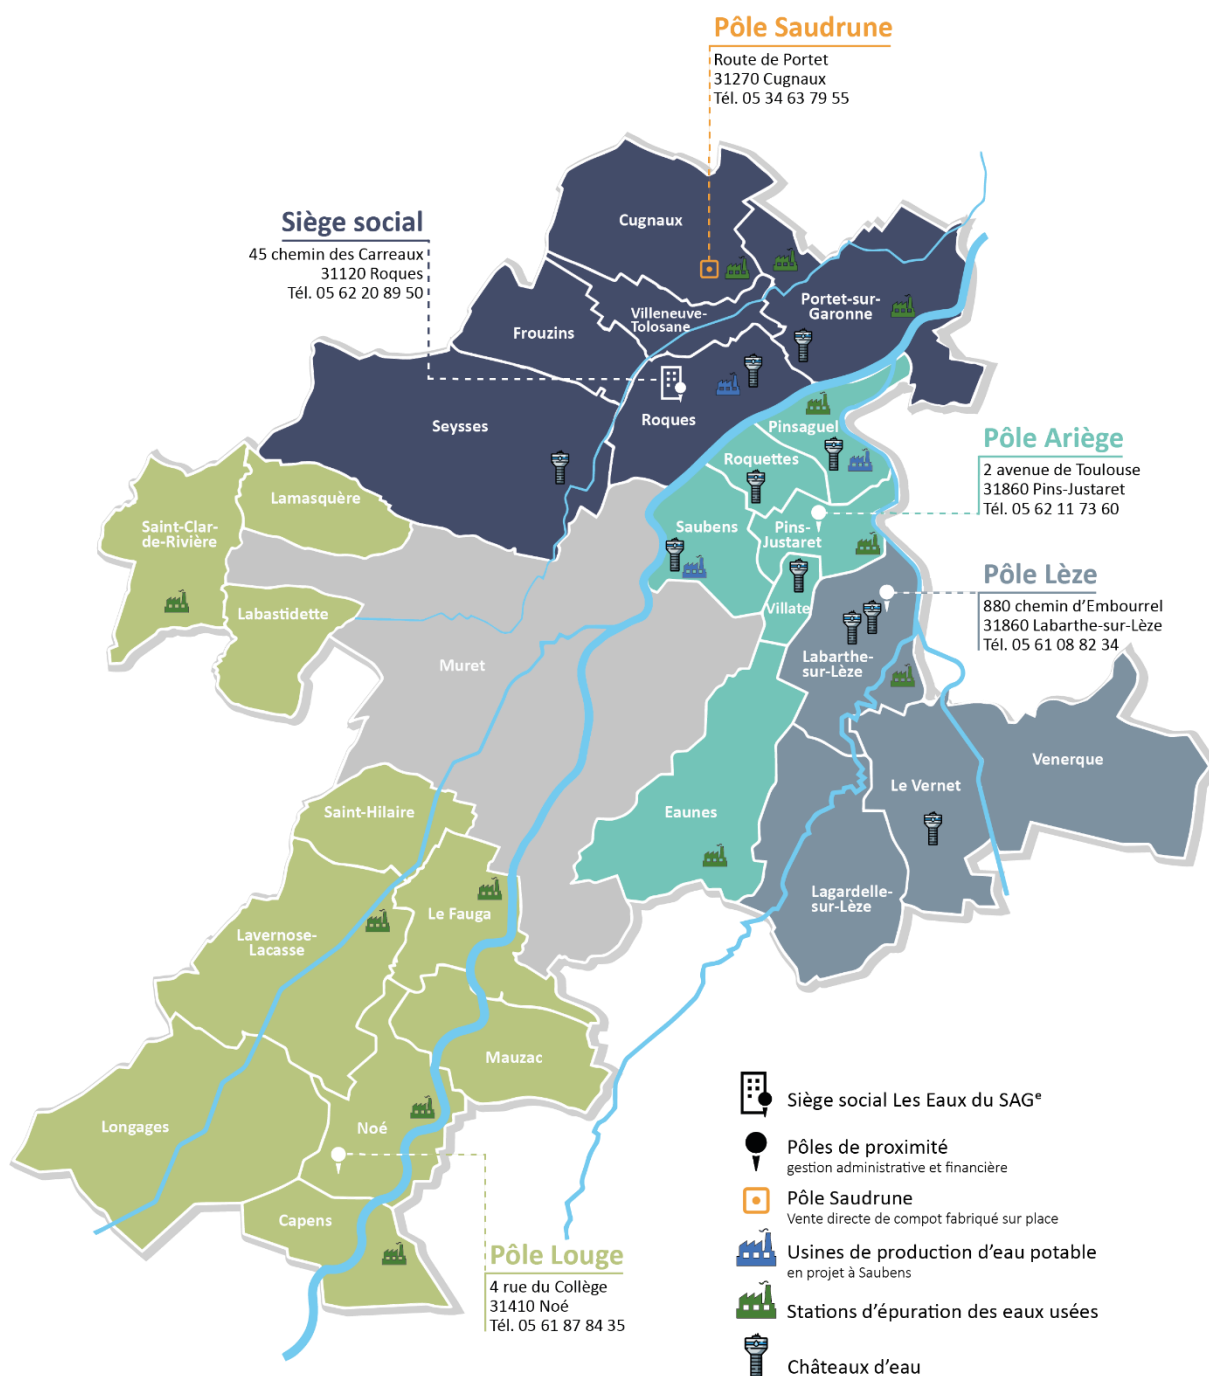 Pôle Saudrune
Route de Portet
31270 Cugnaux
Tél. 05 34 63 79 55
Siège social
45 chemin des Carreaux
31120 Roques
Tél. 05 62 20 89 50
Cugnaux
Villeneuve-
Tolosane
Portet-sur-
Garonne
Frouzins
Seysses
Roques
Pinsaguel
Roquettes
Pôle Ariège
2 avenue de Toulouse
31860 Pins-Justaret
Tél. 05 62 11 73 60
Lamasquère
Saint-Clar-
de-Rivière
Saubens
Pins-
Justaret
Labastidette
Villate
Pôle Lèze
880 chemin d'Embourrel
31860 Labarthe-sur-Lèze
Tél. 05 61 08 82 34
Muret
Labarthe-
sur-Lèze
Venerque
Le Vernet
Eaunes
Saint-Hilaire
Lagardelle-
sur-Lèze
Le Fauga
Lavernose-
Lacasse
Mauzac
Longages
Noé
Capens
Pôle Louge
4 rue du Collège
31410 Noé
Tél. 05 61 87 84 35
Siège social Les Eaux du SAGᵉ
Pôles de proximité
gestion administrative et financière
Pôle Saudrune
Vente directe de compot fabriqué sur place
Usines de production d'eau potable
en projet à Saubens
Stations d'épuration des eaux usées
Châteaux d'eau